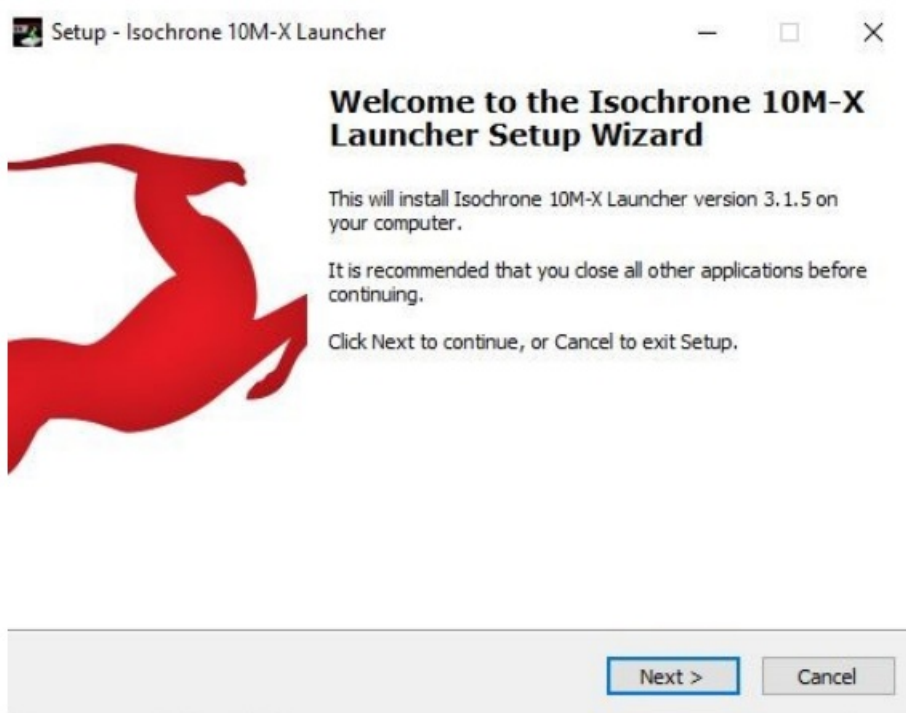 Setup - Isochrone 10M-X Launcher
Welcome to the Isochrone 10M-X
Launcher Setup Wizard
This will install Isochrone 10M-X Launcher version 3.1.5 on
your computer.
It is recommended that you close all other applications before
continuing.
Click Next to continue, or Cancel to exit Setup.
Next >
Cancel